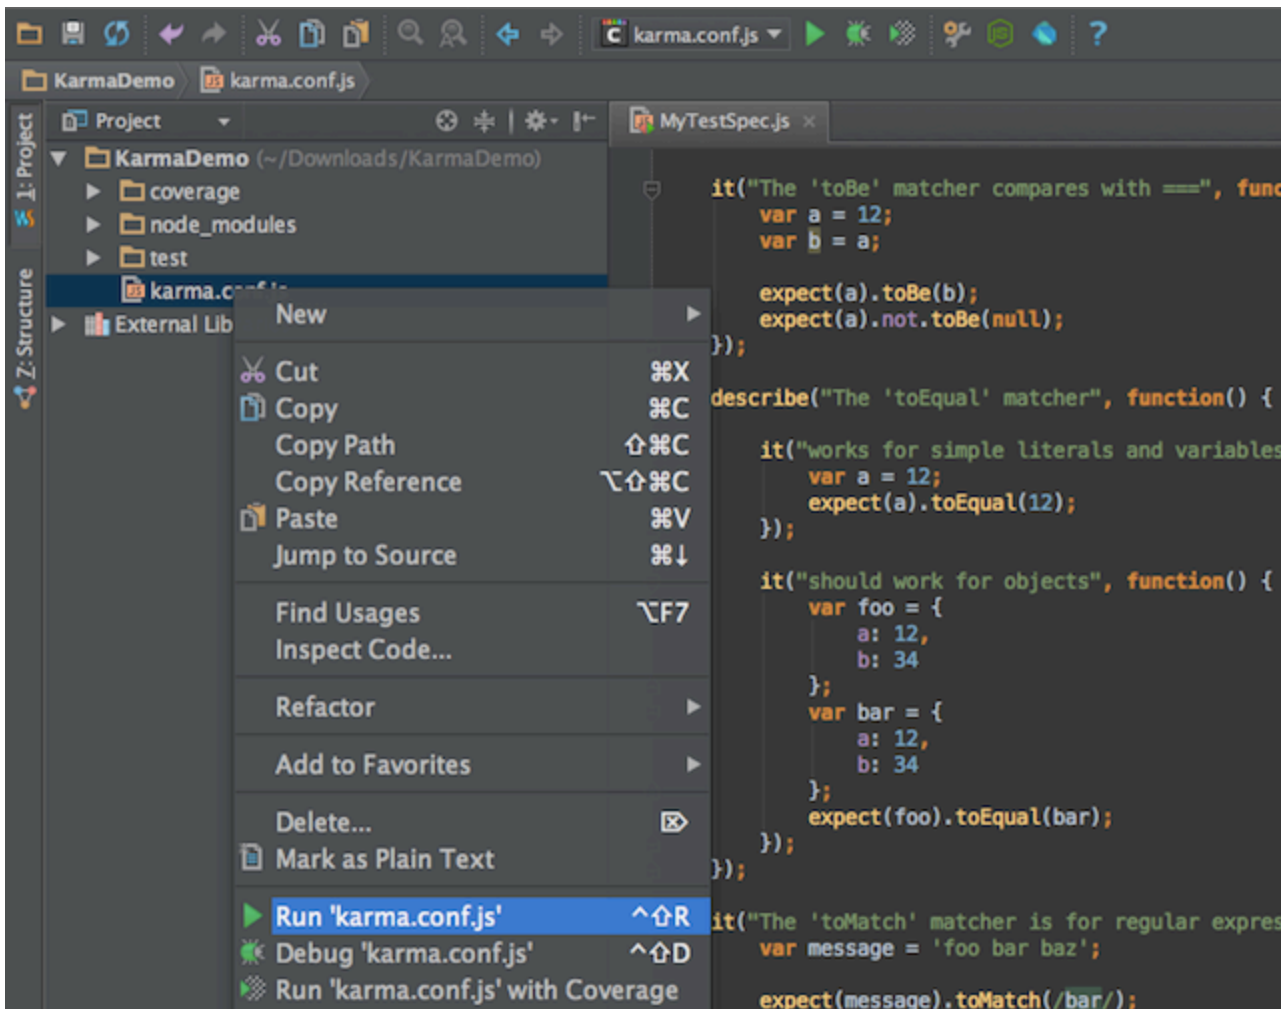 karma.conf.js
KarmaDemo karma.conf.js
1: Project
Z: Structure
Project
KarmaDemo (~/Downloads/KarmaDemo)
coverage
node_modules
test
karma.conf.js
External Lib
New
Cut ⌘X
Copy ⌘C
Copy Path ⇧⌘C
Copy Reference ⌥⇧⌘C
Paste ⌘V
Jump to Source ⌘↓
Find Usages ⌥F7
Inspect Code...
Refactor
Add to Favorites
Delete... ⌦
Mark as Plain Text
Run 'karma.conf.js' ^⇧R
Debug 'karma.conf.js' ^⇧D
Run 'karma.conf.js' with Coverage
MyTestSpec.js
it("The 'toBe' matcher compares with ===", func
var a = 12;
var b = a;
expect(a).toBe(b);
expect(a).not.toBe(null);
});
describe("The 'toEqual' matcher", function() {
it("works for simple literals and variables
var a = 12;
expect(a).toEqual(12);
});
it("should work for objects", function() {
var foo = {
a: 12,
b: 34
};
var bar = {
a: 12,
b: 34
};
expect(foo).toEqual(bar);
});
});
it("The 'toMatch' matcher is for regular expres
var message = 'foo bar baz';
expect(message).toMatch(/bar/);